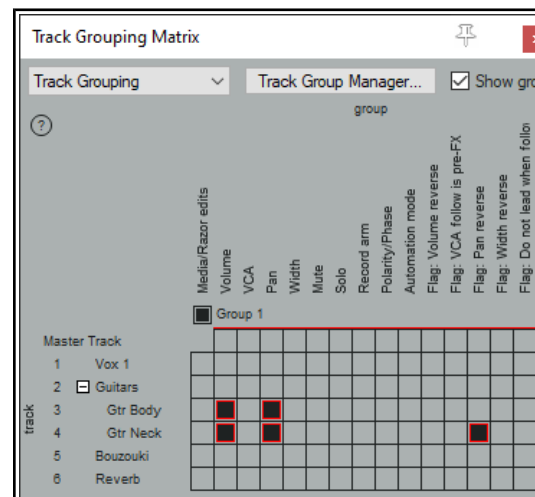 Track Grouping Matrix
Track Grouping
Track Group Manager...
Show gro
group
?
Media/Razor edits
Volume
VCA
Pan
Width
Mute
Solo
Record arm
Polarity/Phase
Automation mode
Flag: Volume reverse
Flag: VCA follow is pre-FX
Flag: Pan reverse
Flag: Width reverse
Flag: Do not lead when follow
Group 1
Master Track
track
1 Vox 1
2 Guitars
3 Gtr Body
4 Gtr Neck
5 Bouzouki
6 Reverb